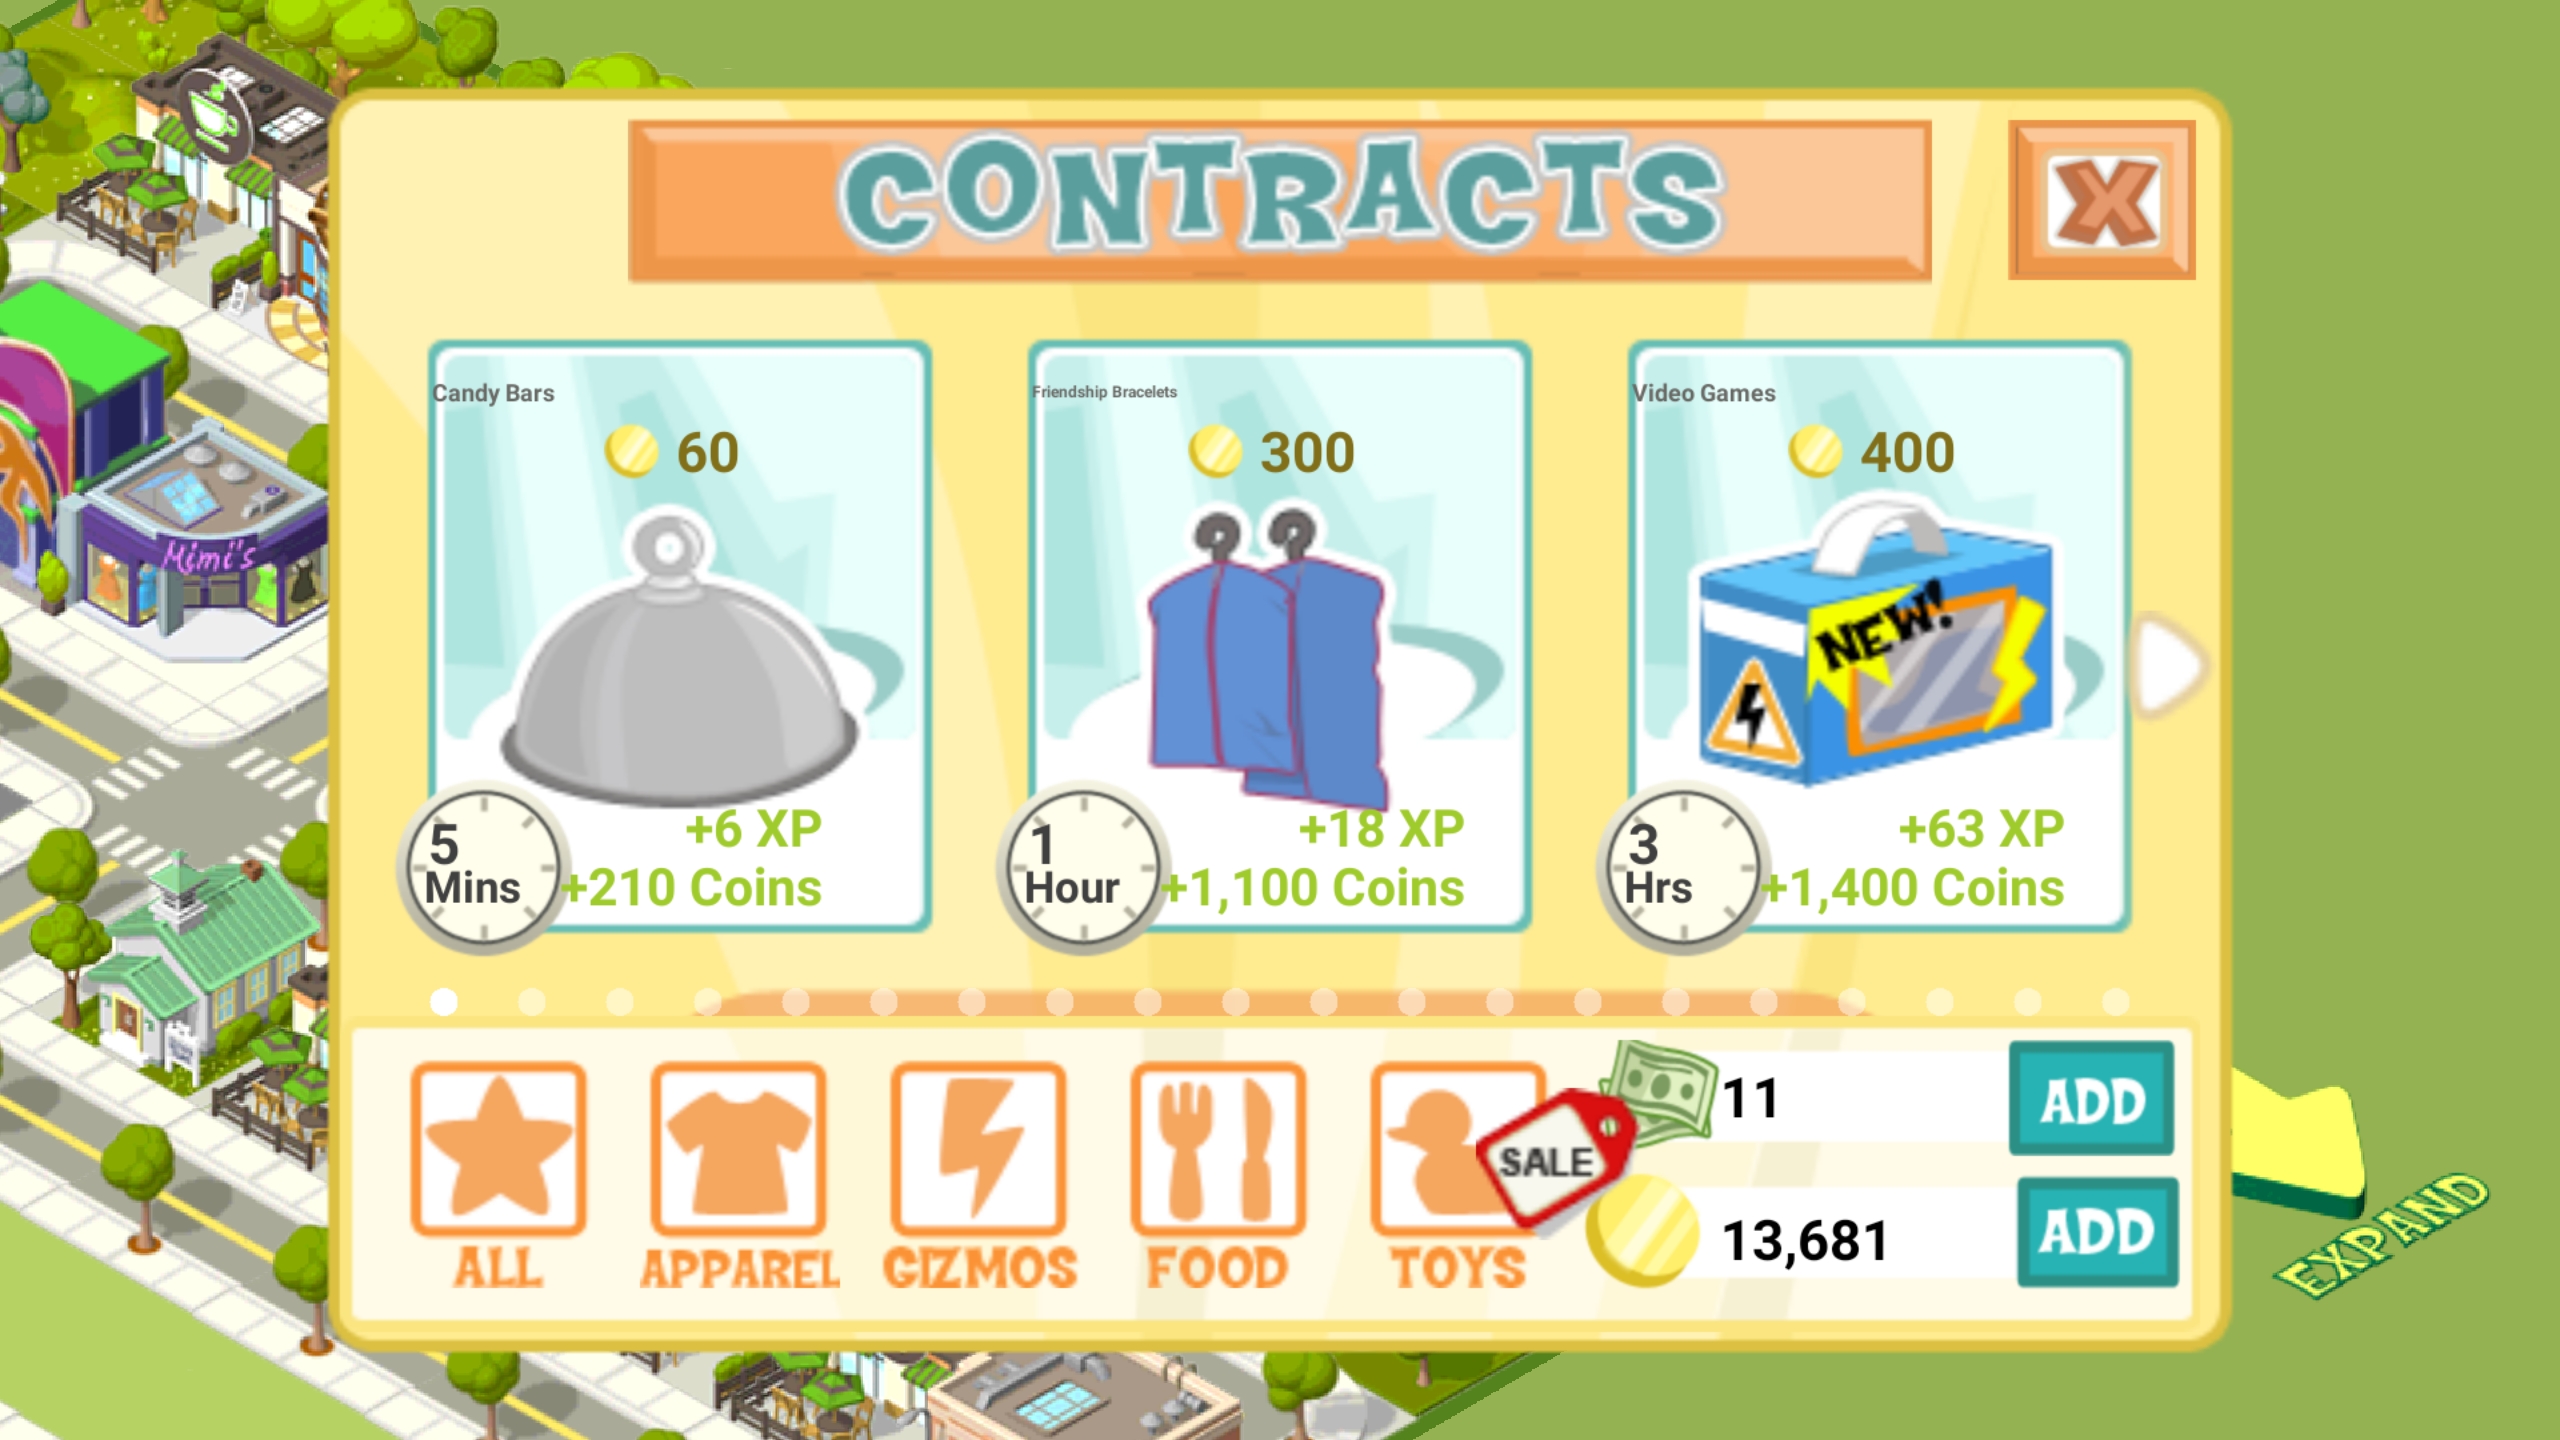 CONTRACTS
X
Candy Bars
60
5
Mins
+6 XP
+210 Coins
Friendship Bracelets
300
1
Hour
+18 XP
+1,100 Coins
Video Games
400
NEW!
3
Hrs
+63 XP
+1,400 Coins
Mimi's
ALL
APPAREL
GIZMOS
FOOD
TOYS
SALE
11
ADD
13,681
ADD
EXPAND